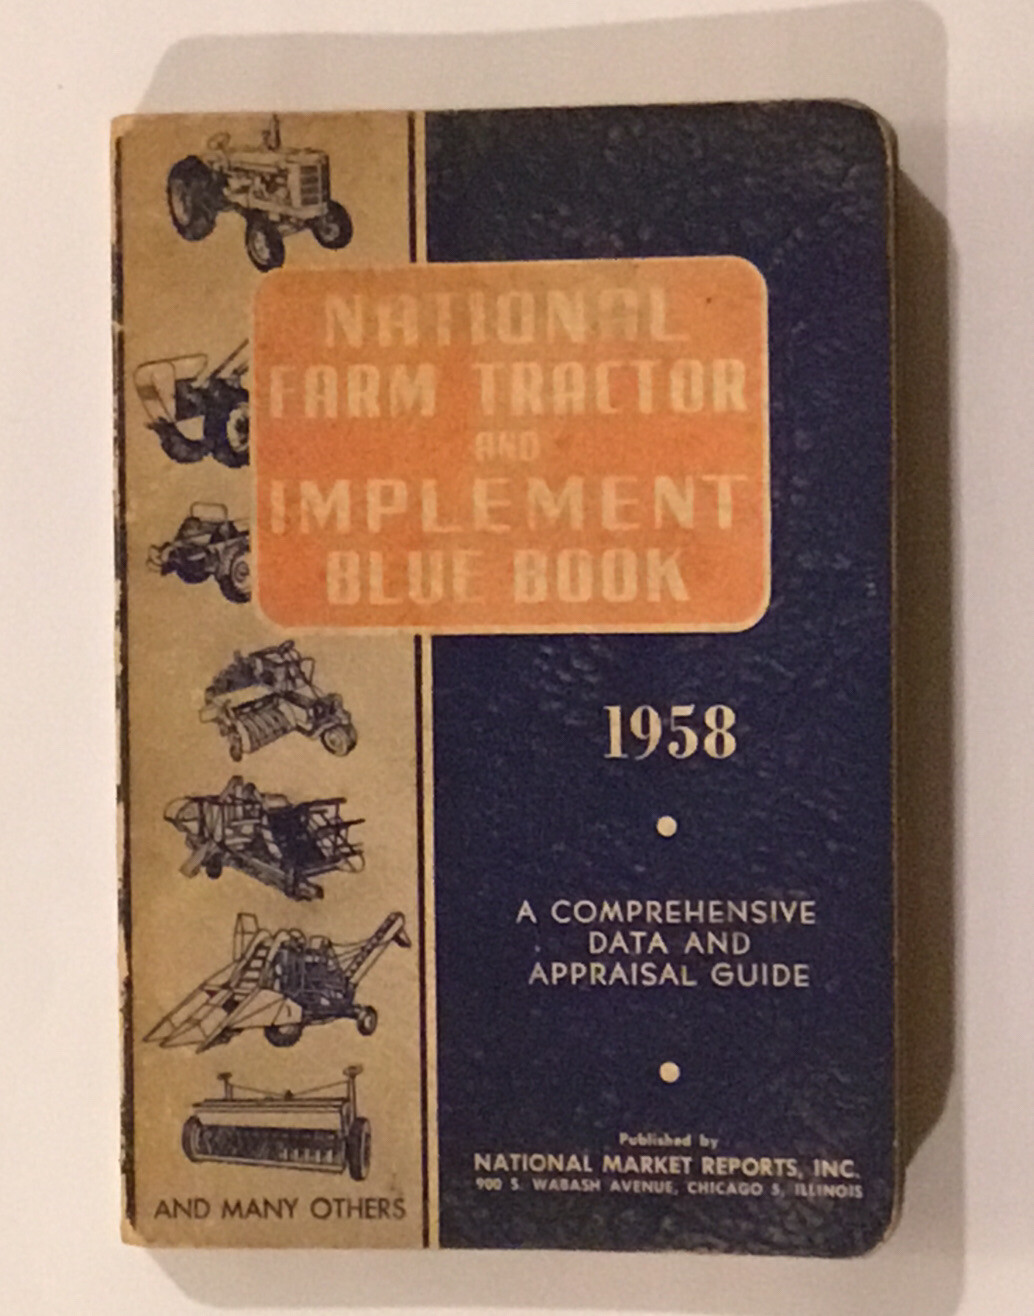 NATIONAL
FARM TRACTOR
AND
IMPLEMENT
BLUE BOOK
1958
A COMPREHENSIVE
DATA AND
APPRAISAL GUIDE
Published by
NATIONAL MARKET REPORTS, INC.
900 S. WABASH AVENUE, CHICAGO 5, ILLINOIS
AND MANY OTHERS